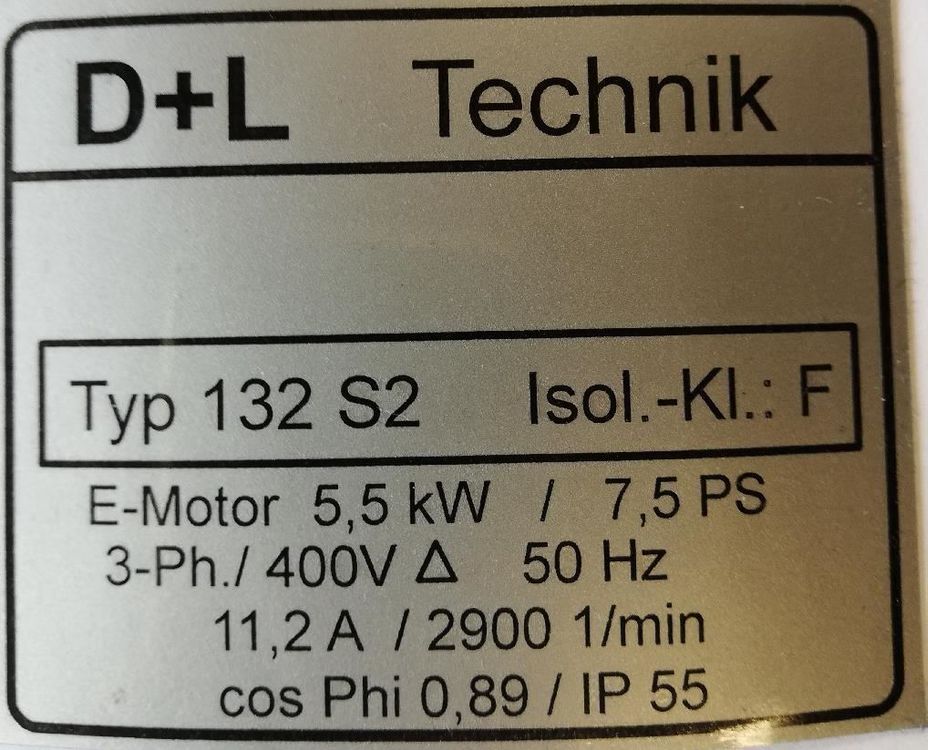 D+L Technik
Typ 132 S2 Isol.-Kl.: F
E-Motor 5,5 kW / 7,5 PS
3-Ph./ 400V Δ 50 Hz
11,2 A / 2900 1/min
cos Phi 0,89 / IP 55